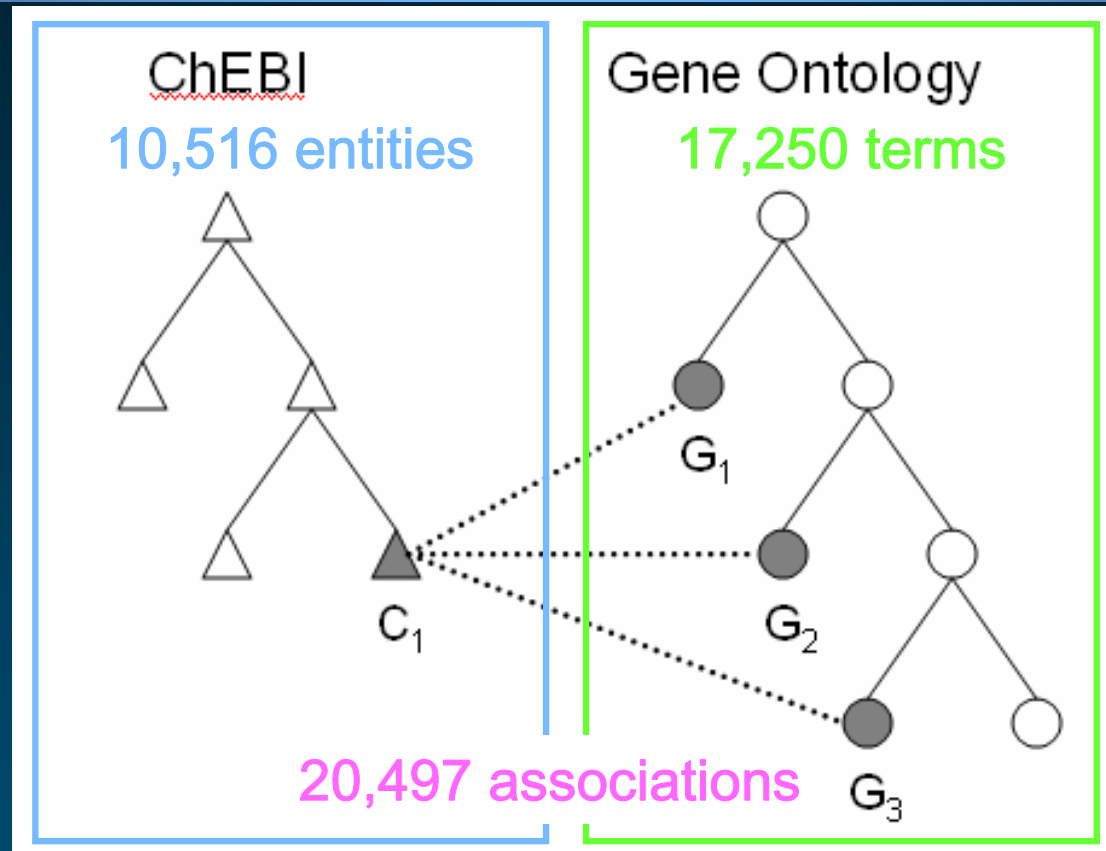 ChEBI
10,516 entities
C₁
Gene Ontology
17,250 terms
G₁
G₂
G₃
20,497 associations